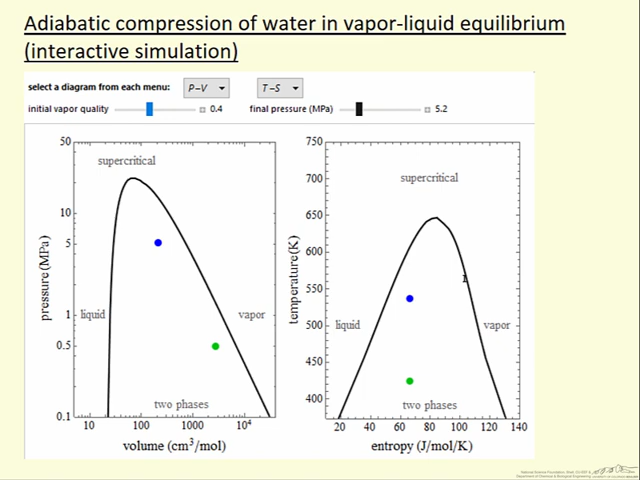 Adiabatic compression of water in vapor-liquid equilibrium
(interactive simulation)
select a diagram from each menu: P–V T–S
initial vapor quality 0.4 final pressure (MPa) 5.2
50
10
5
1
0.5
0.1
pressure (MPa)
supercritical
liquid
vapor
two phases
10 100 1000 10⁴
volume (cm³/mol)
750
700
650
600
550
500
450
400
temperature (K)
supercritical
liquid
vapor
two phases
20 40 60 80 100 120 140
entropy (J/mol/K)